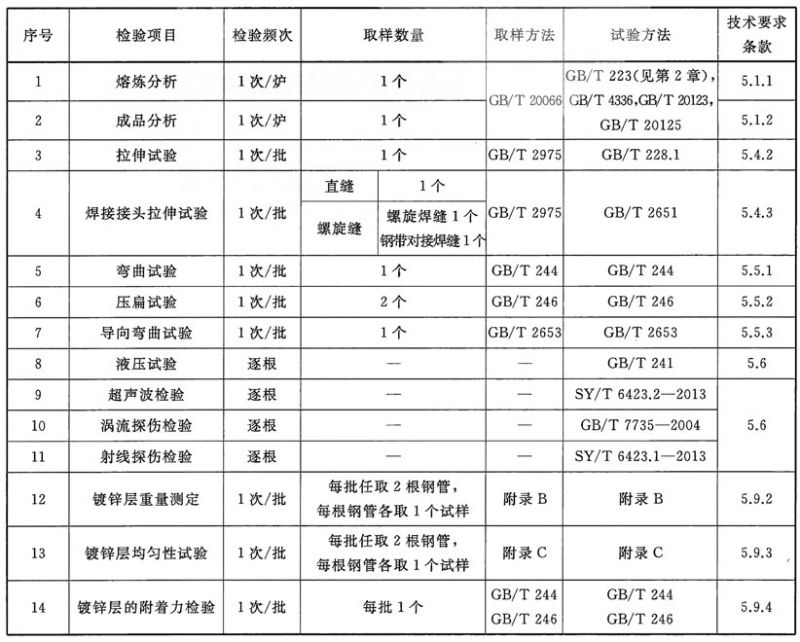 序号 检验项目 检验频次 取样数量 取样方法 试验方法 技术要求条款
1 熔炼分析 1次/炉 1个 GB/T 20066 GB/T 223(见第2章), GB/T 4336,GB/T 20123, GB/T 20125 5.1.1
2 成品分析 1次/炉 1个 5.1.2
3 拉伸试验 1次/批 1个 GB/T 2975 GB/T 228.1 5.4.2
4 焊接接头拉伸试验 1次/批 直缝 1个 GB/T 2975 GB/T 2651 5.4.3
螺旋缝 螺旋焊缝1个
钢带对接焊缝1个
5 弯曲试验 1次/批 1个 GB/T 244 GB/T 244 5.5.1
6 压扁试验 1次/批 2个 GB/T 246 GB/T 246 5.5.2
7 导向弯曲试验 1次/批 1个 GB/T 2653 GB/T 2653 5.5.3
8 液压试验 逐根 — — GB/T 241 5.6
9 超声波检验 逐根 — — SY/T 6423.2—2013
10 涡流探伤检验 逐根 — — GB/T 7735—2004 5.6
11 射线探伤检验 逐根 — — SY/T 6423.1—2013
12 镀锌层重量测定 1次/批 每批任取2根钢管, 附录B 附录B 5.9.2
每根钢管各取1个试样
13 镀锌层均匀性试验 1次/批 每批任取2根钢管, 附录C 附录C 5.9.3
每根钢管各取1个试样
14 镀锌层的附着力检验 1次/批 每批1个 GB/T 244 GB/T 244 5.9.4
GB/T 246 GB/T 246